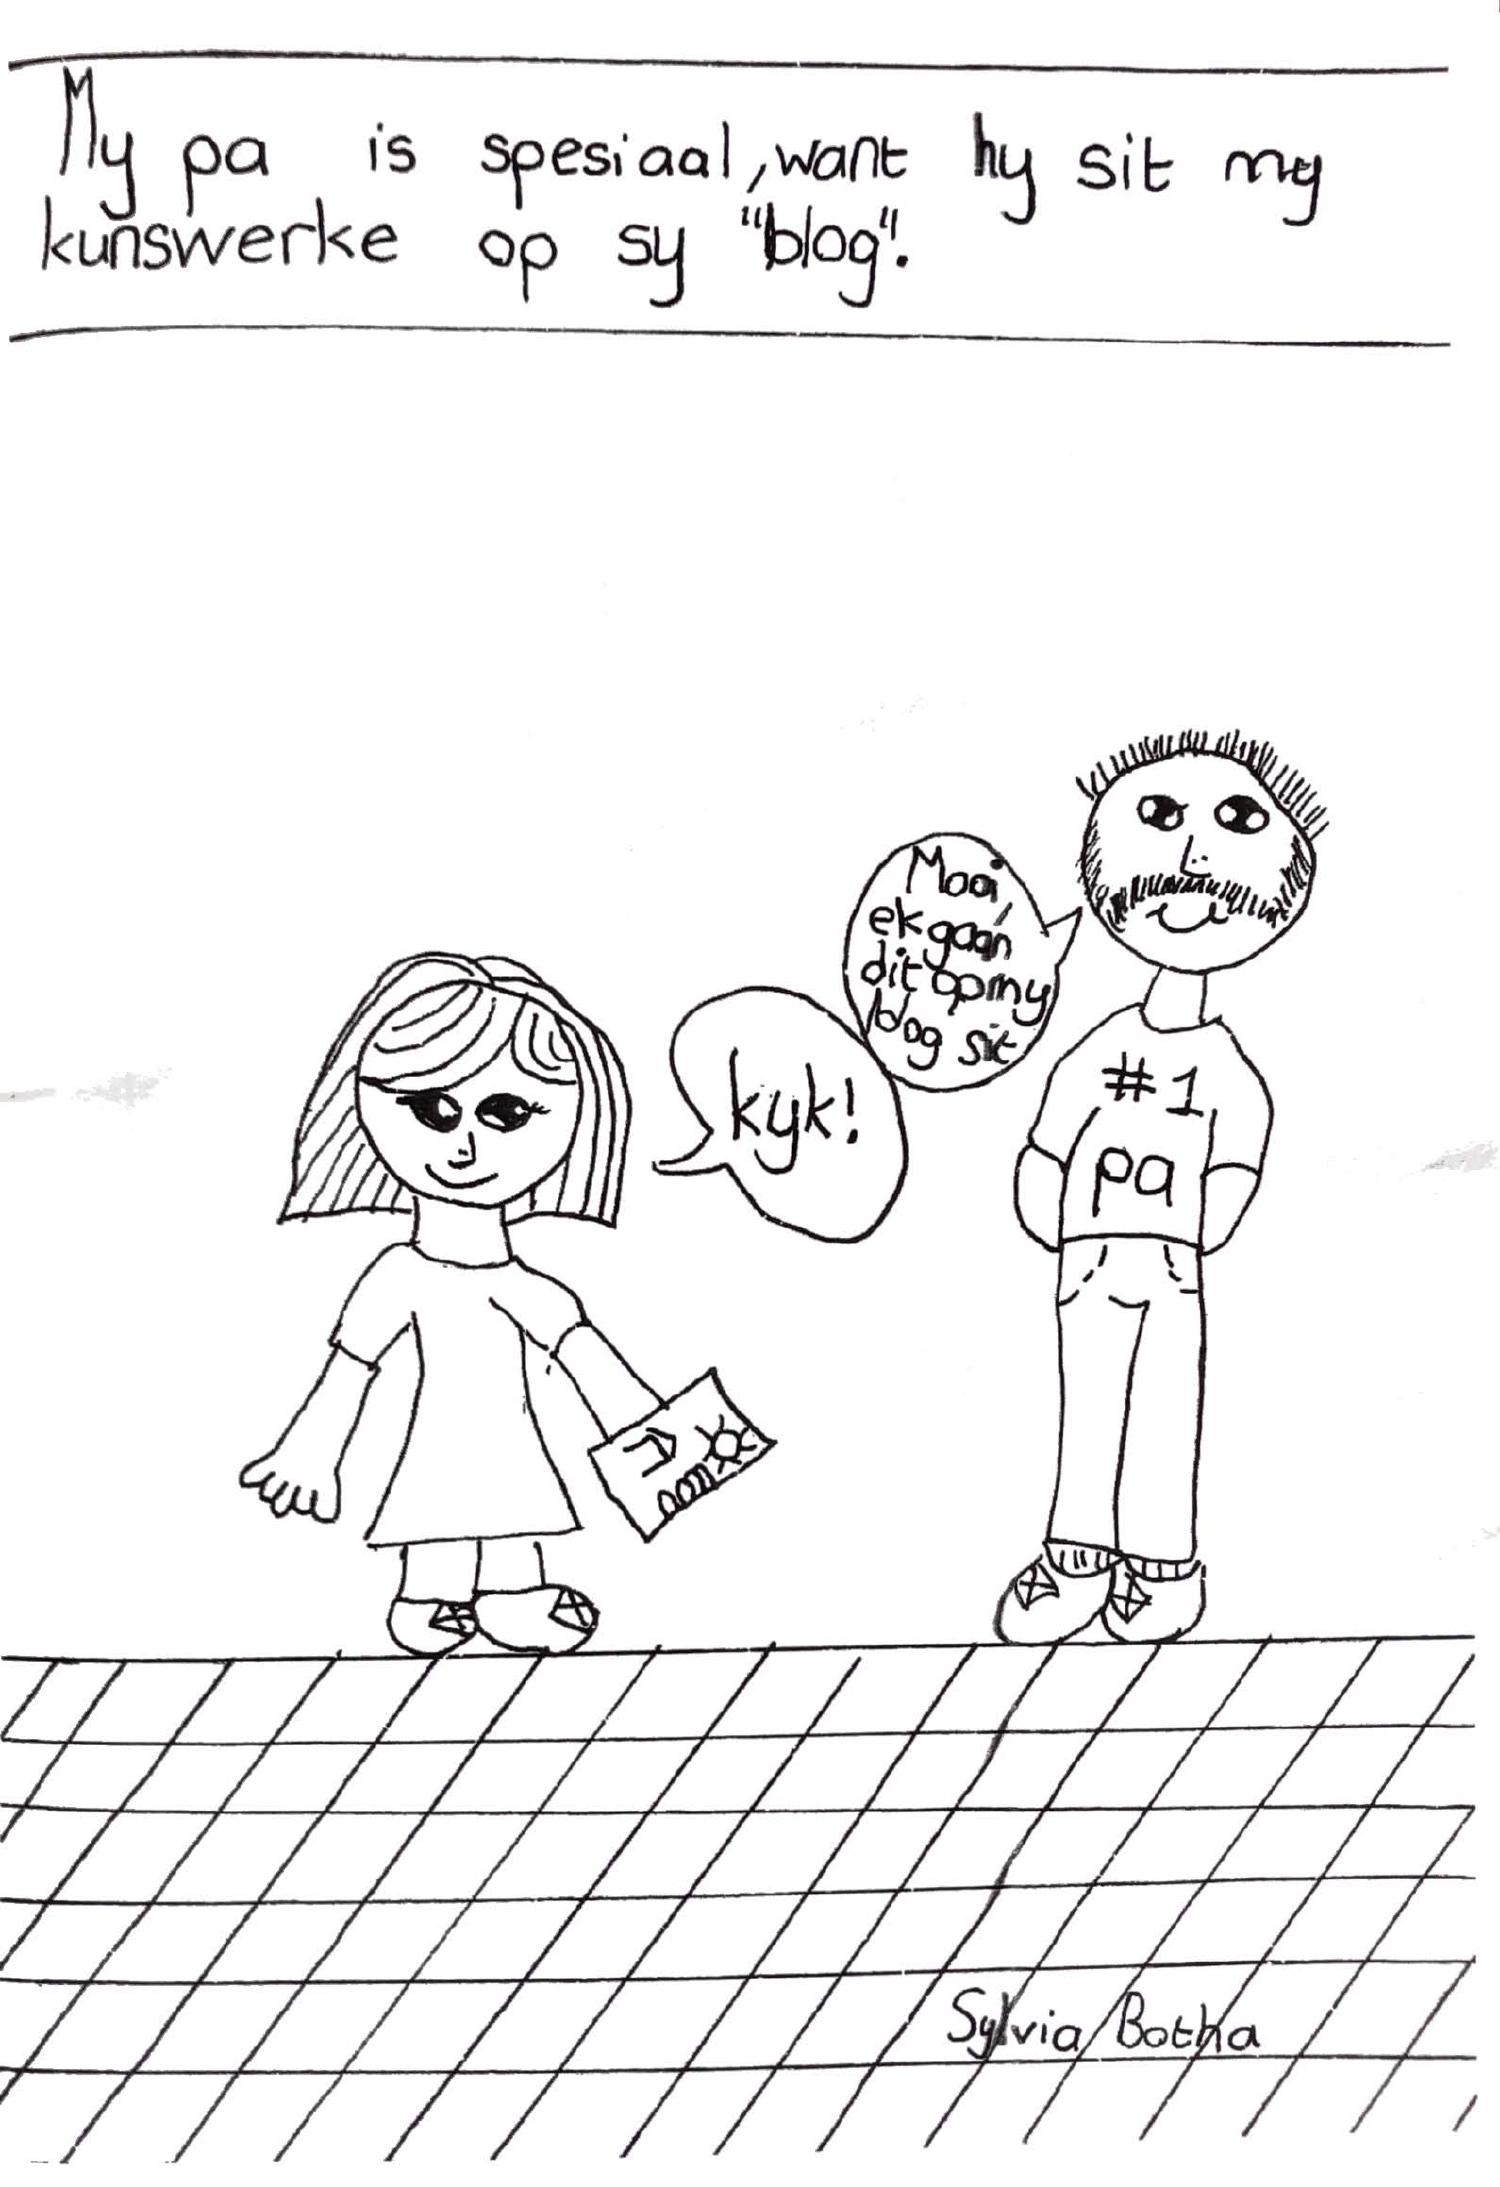 My pa is spesiaal, want hy sit my
kunswerke op sy "blog".
Mooi,
ek gaan
dit op my
blog sit
kyk!
#1
pa
Sylvia Botha